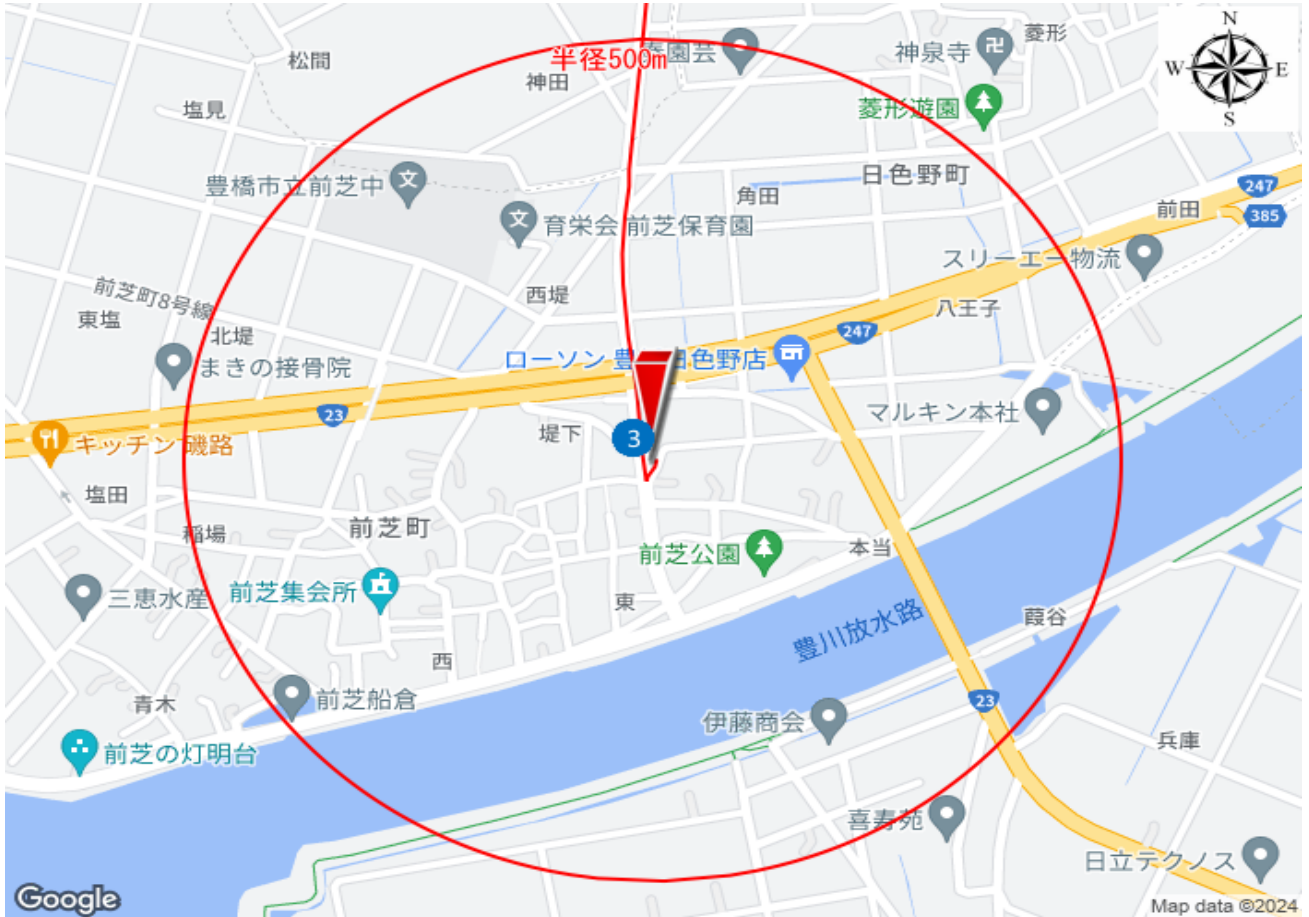 N
W
E
S
松間
神田
半径500m
園芸
神泉寺
菱形
塩見
菱形遊園
豊橋市立前芝中
文
日色野町
247
角田
文
育栄会 前芝保育園
前田
385
スリーエー物流
前芝町8号線
東塩
北堤
西堤
八王子
247
まきの接骨院
ローソン 豊
色野店
23
マルキン本社
キッチン 磯路
堤下
3
塩田
稲場
前芝町
前芝公園
本当
三恵水産
前芝集会所
東
葭谷
豊川放水路
西
青木
前芝船倉
23
伊藤商会
前芝の灯明台
兵庫
喜寿苑
日立テクノス
Google
Map data ©2024